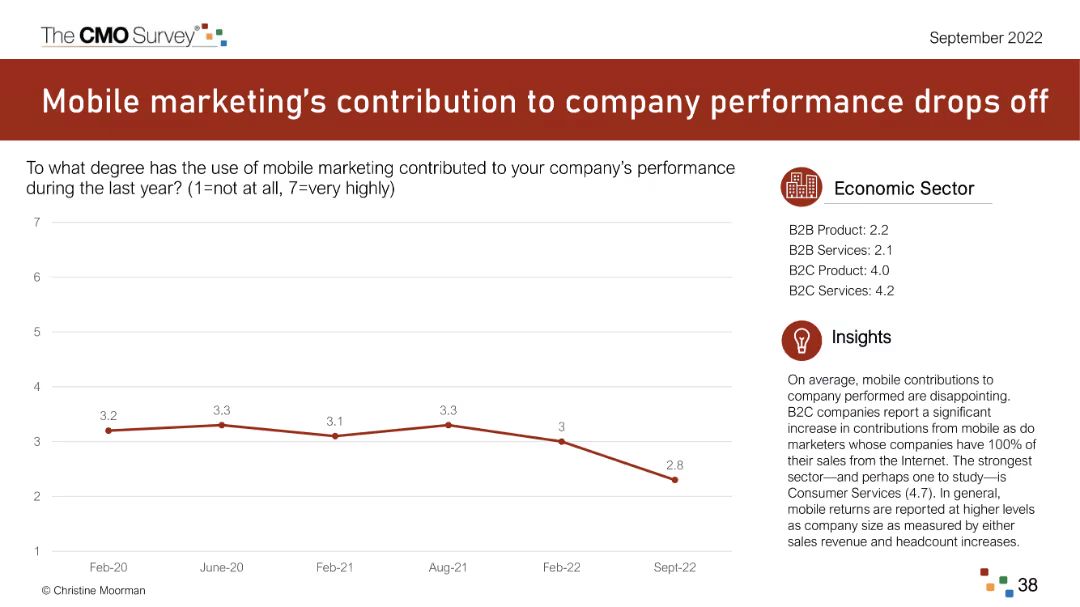 The CMO Survey®
September 2022
Mobile marketing's contribution to company performance drops off
To what degree has the use of mobile marketing contributed to your company's performance
during the last year? (1=not at all, 7=very highly)
7
6
5
4
3
2
1
3.2
3.3
3.1
3.3
3
2.8
Feb-20
June-20
Feb-21
Aug-21
Feb-22
Sept-22
Economic Sector
B2B Product: 2.2
B2B Services: 2.1
B2C Product: 4.0
B2C Services: 4.2
Insights
On average, mobile contributions to
company performed are disappointing.
B2C companies report a significant
increase in contributions from mobile as do
marketers whose companies have 100% of
their sales from the Internet. The strongest
sector—and perhaps one to study—is
Consumer Services (4.7). In general,
mobile returns are reported at higher levels
as company size as measured by either
sales revenue and headcount increases.
© Christine Moorman
38